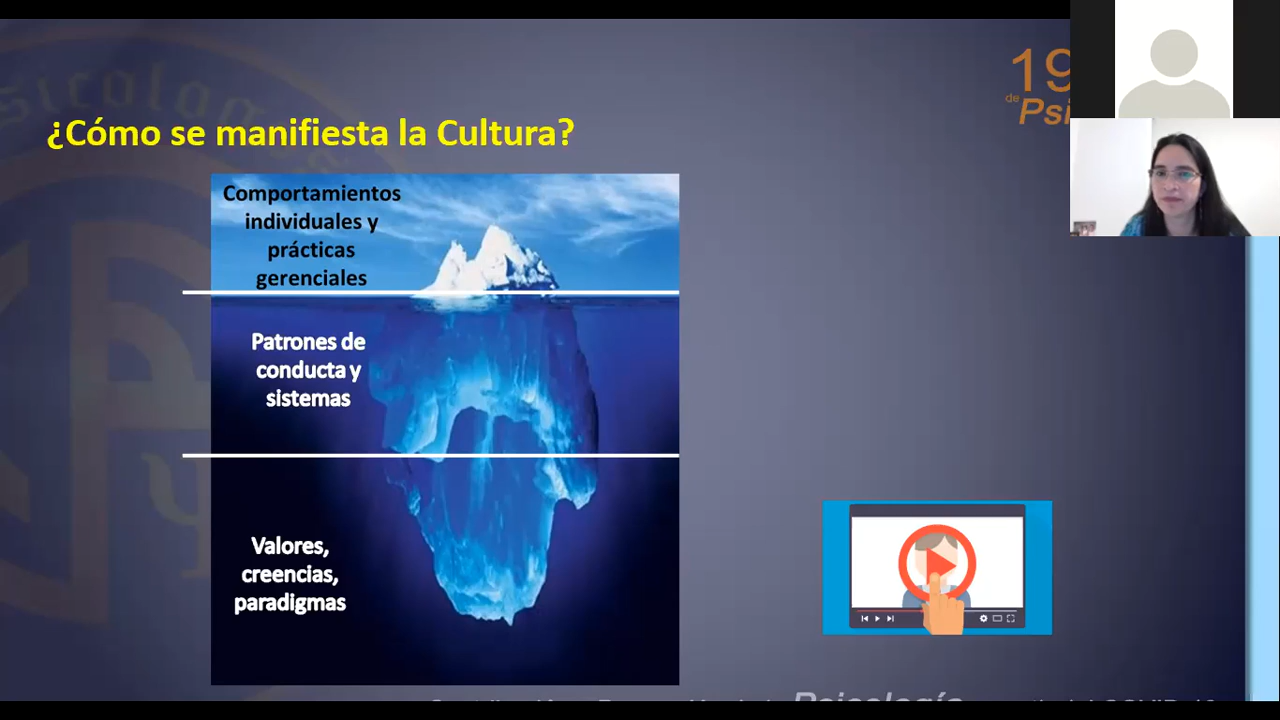 ¿Cómo se manifiesta la Cultura?
19
de
Psi
Comportamientos
individuales y
prácticas
gerenciales
Patrones de
conducta y
sistemas
Valores,
creencias,
paradigmas
Psicología